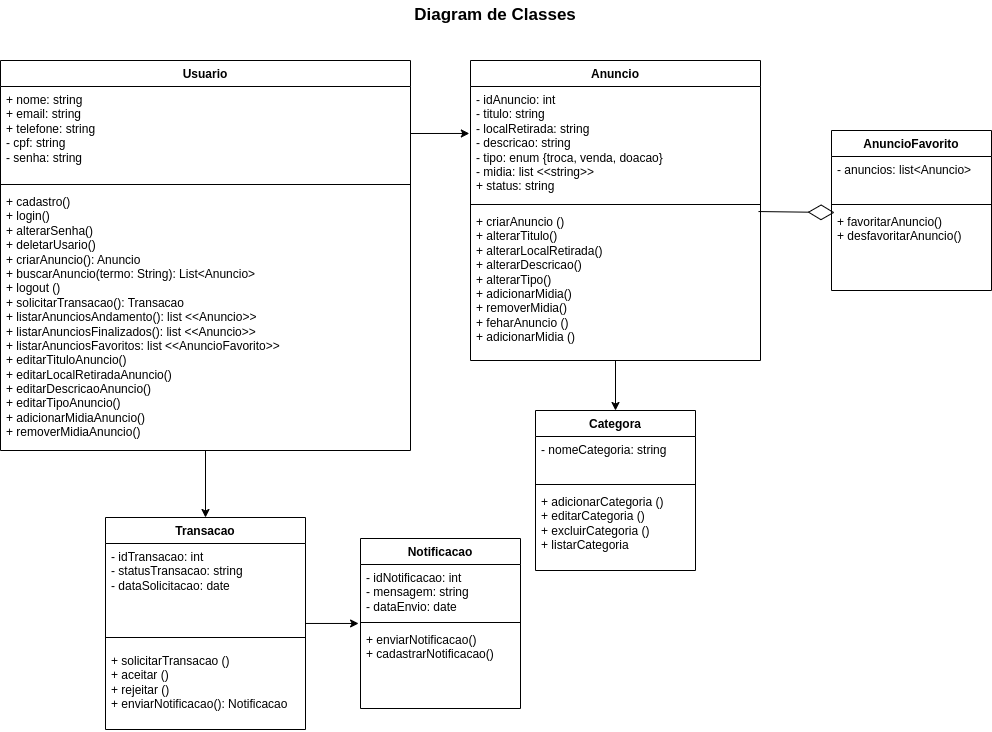 Diagram de Classes
Usuario
+ nome: string
+ email: string
+ telefone: string
- cpf: string
- senha: string
+ cadastro()
+ login()
+ alterarSenha()
+ deletarUsario()
+ criarAnuncio(): Anuncio
+ buscarAnuncio(termo: String): List<Anuncio>
+ logout ()
+ solicitarTransacao(): Transacao
+ listarAnunciosAndamento(): list <<Anuncio>>
+ listarAnunciosFinalizados(): list <<Anuncio>>
+ listarAnunciosFavoritos: list <<AnuncioFavorito>>
+ editarTituloAnuncio()
+ editarLocalRetiradaAnuncio()
+ editarDescricaoAnuncio()
+ editarTipoAnuncio()
+ adicionarMidiaAnuncio()
+ removerMidiaAnuncio()
Anuncio
- idAnuncio: int
- titulo: string
- localRetirada: string
- descricao: string
- tipo: enum {troca, venda, doacao}
- midia: list <<string>>
+ status: string
+ criarAnuncio ()
+ alterarTitulo()
+ alterarLocalRetirada()
+ alterarDescricao()
+ alterarTipo()
+ adicionarMidia()
+ removerMidia()
+ feharAnuncio ()
+ adicionarMidia ()
AnuncioFavorito
- anuncios: list<Anuncio>
+ favoritarAnuncio()
+ desfavoritarAnuncio()
Categora
- nomeCategoria: string
+ adicionarCategoria ()
+ editarCategoria ()
+ excluirCategoria ()
+ listarCategoria
Transacao
- idTransacao: int
- statusTransacao: string
- dataSolicitacao: date
+ solicitarTransacao ()
+ aceitar ()
+ rejeitar ()
+ enviarNotificacao(): Notificacao
Notificacao
- idNotificacao: int
- mensagem: string
- dataEnvio: date
+ enviarNotificacao()
+ cadastrarNotificacao()